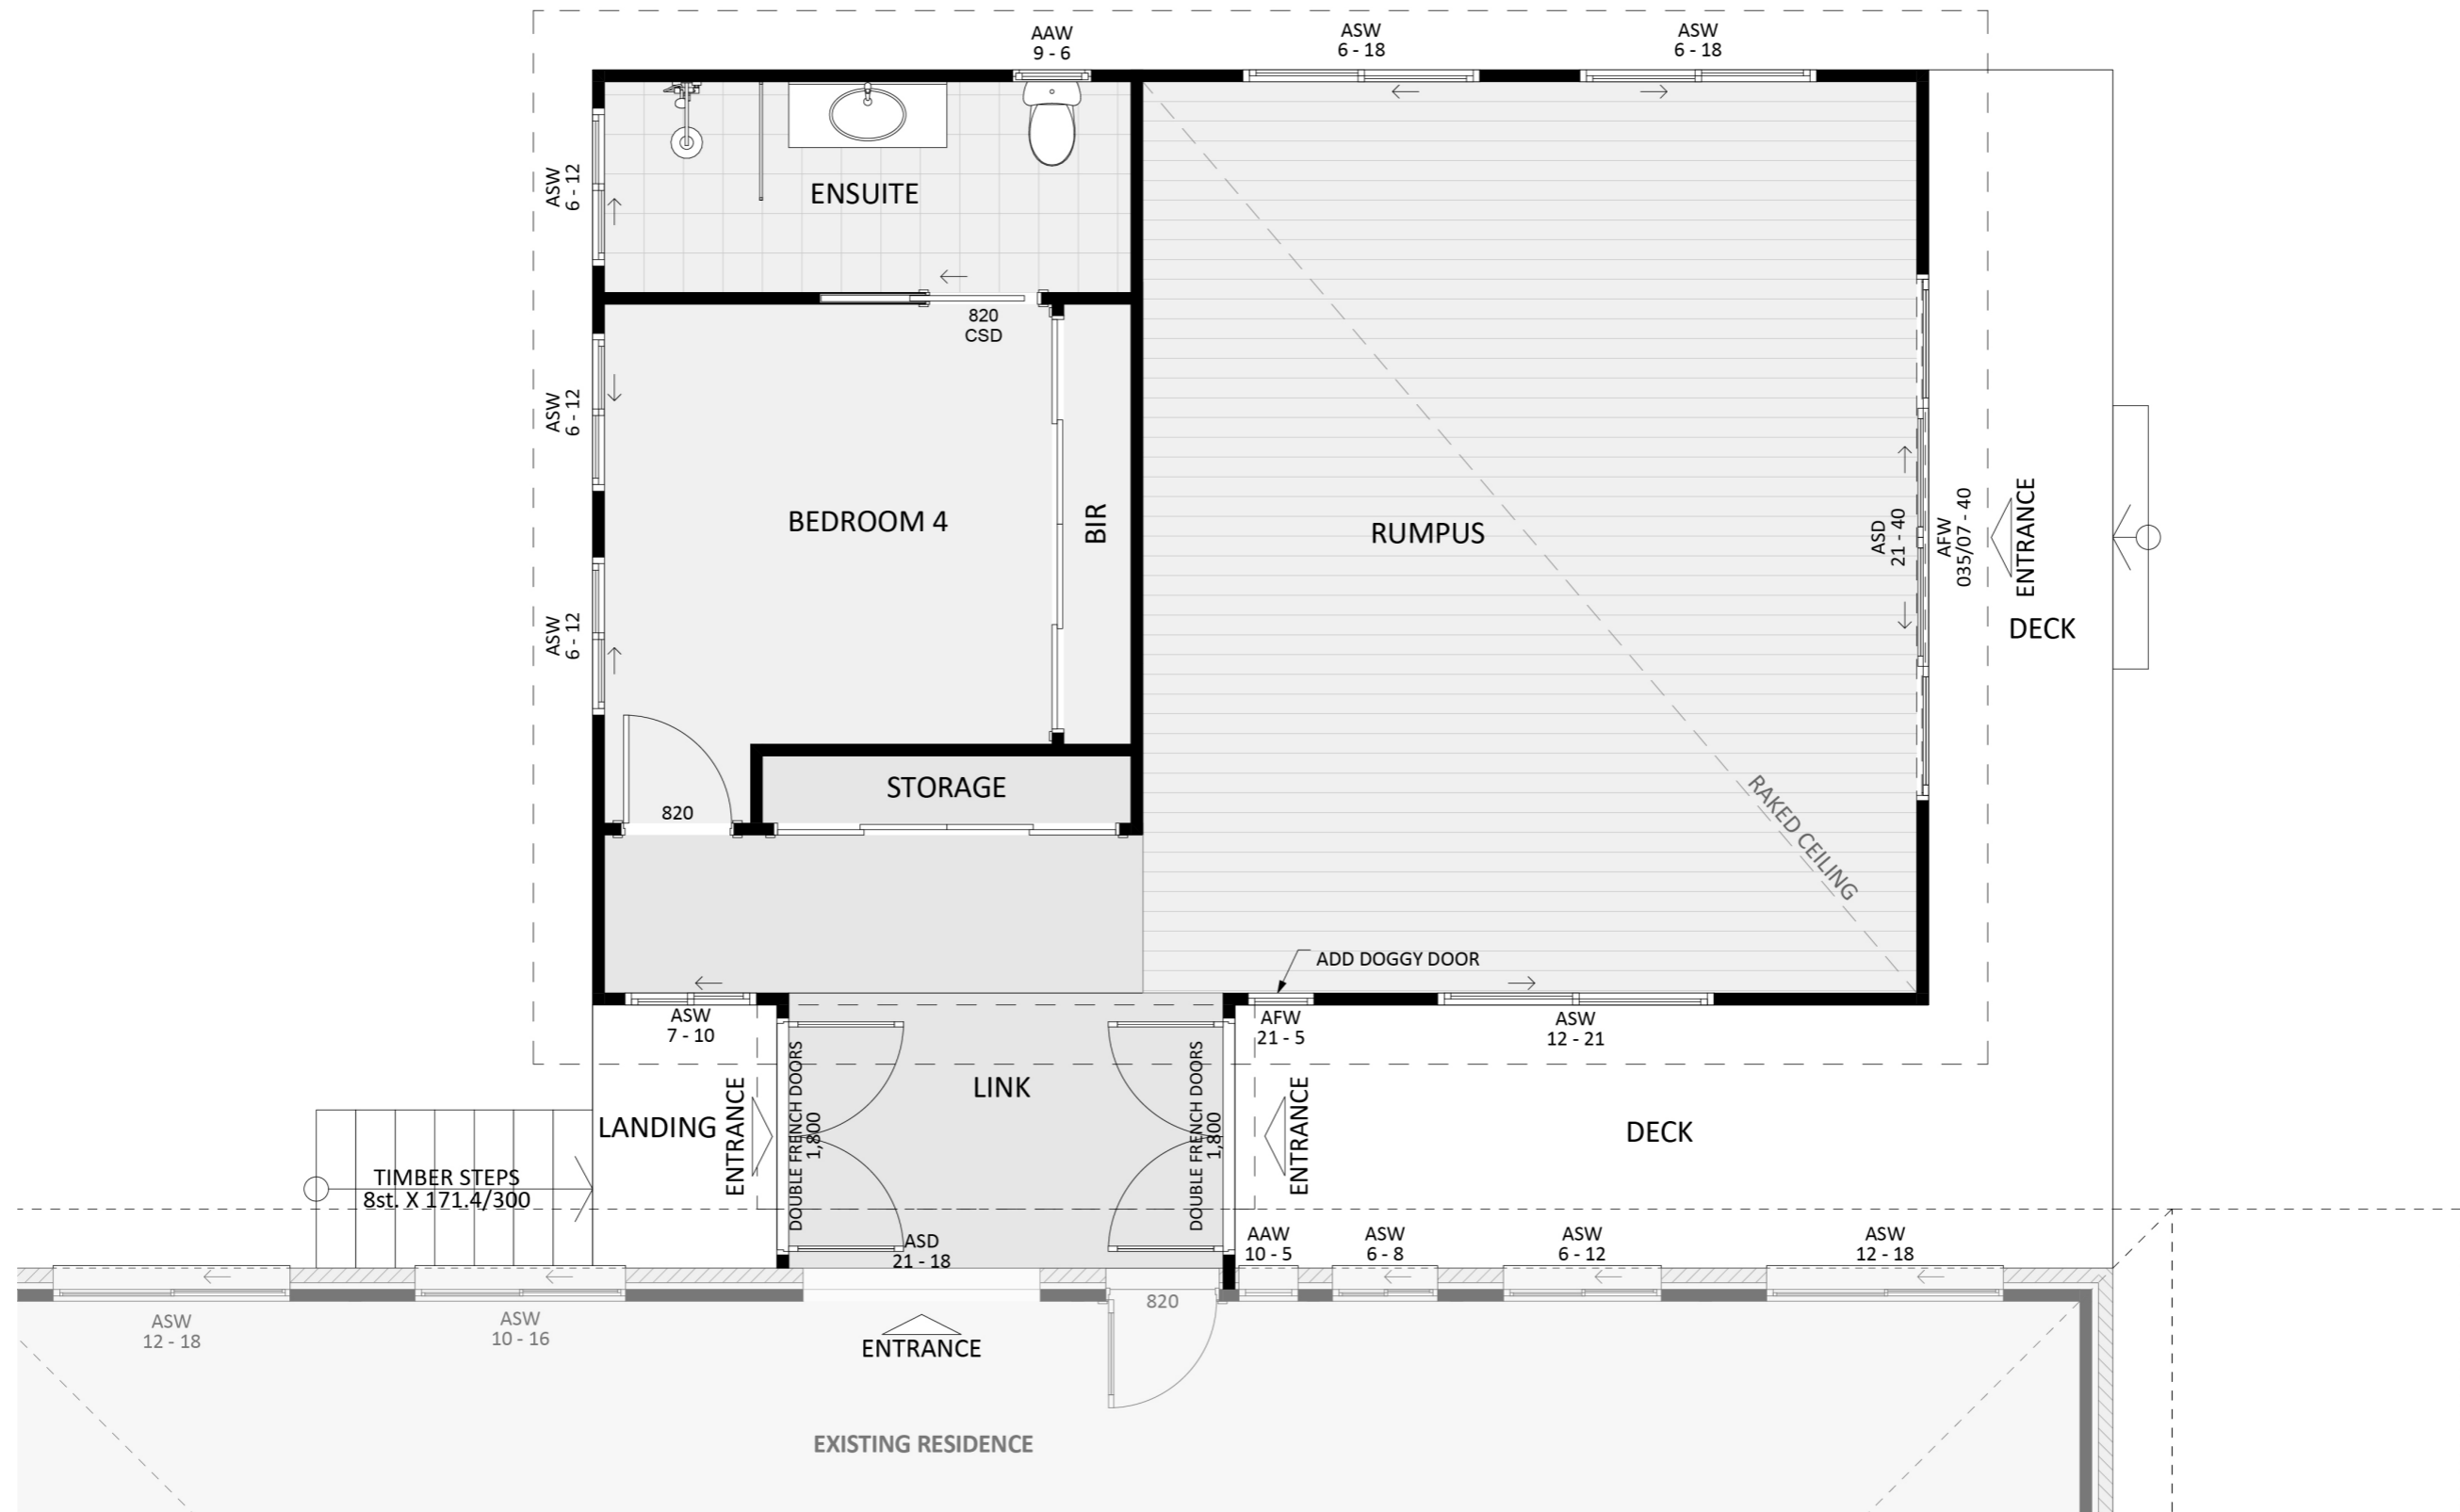 AAW
9 - 6
ASW
6 - 18
ASW
6 - 18
ASW
6 - 12
ENSUITE
820
CSD
ASW
6 - 12
BEDROOM 4
BIR
RUMPUS
ASD
21 - 40
AFW
035/07 - 40
ENTRANCE
DECK
ASW
6 - 12
STORAGE
820
RAKED CEILING
ADD DOGGY DOOR
ASW
7 - 10
AFW
21 - 5
ASW
12 - 21
LANDING
ENTRANCE
DOUBLE FRENCH DOORS
1,800
LINK
DOUBLE FRENCH DOORS
1,800
ENTRANCE
DECK
TIMBER STEPS
8st. X 171.4/300
ASD
21 - 18
AAW
10 - 5
ASW
6 - 8
ASW
6 - 12
ASW
12 - 18
ASW
12 - 18
ASW
10 - 16
820
ENTRANCE
EXISTING RESIDENCE